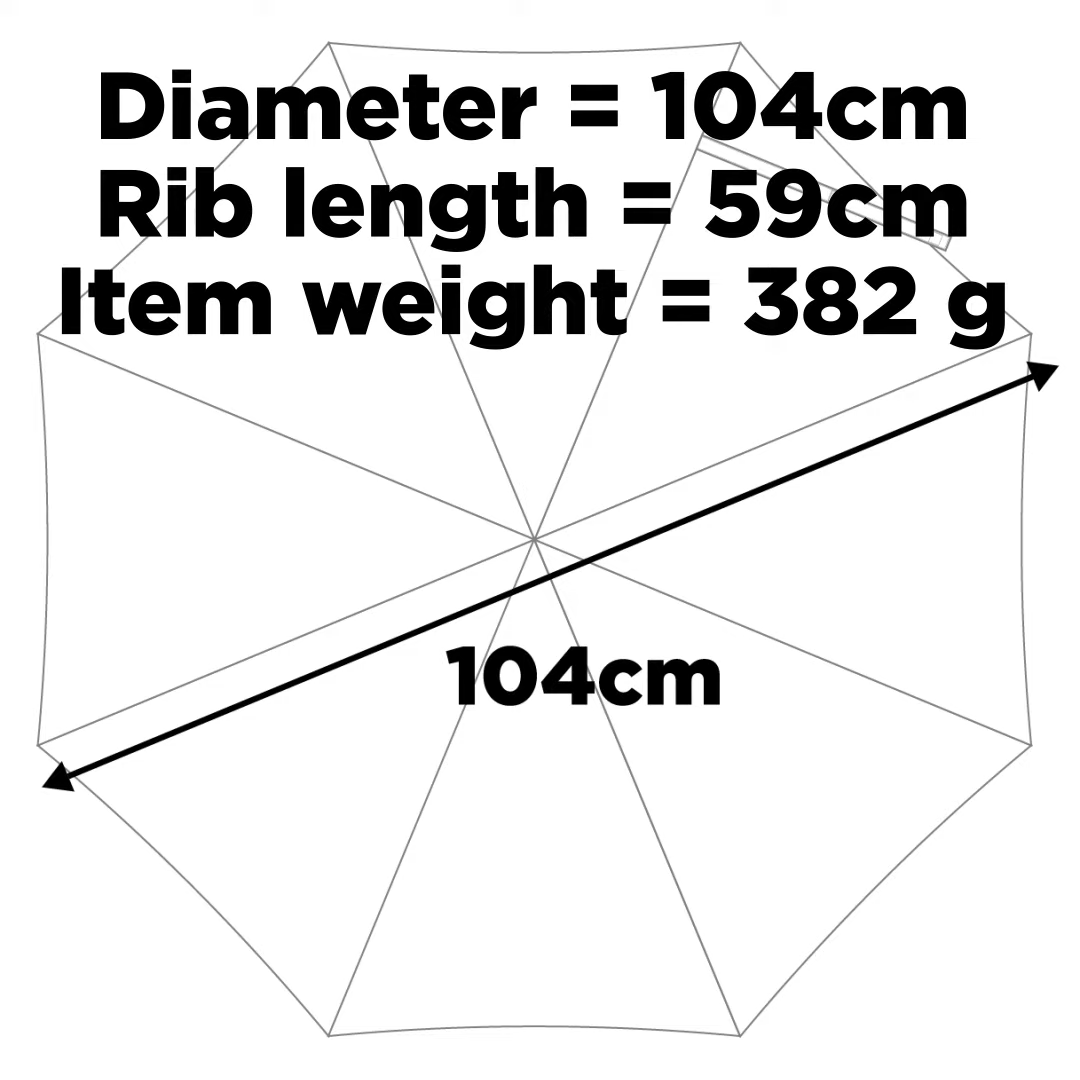 Diameter = 104cm
Rib length = 59cm
Item weight = 382 g
104cm